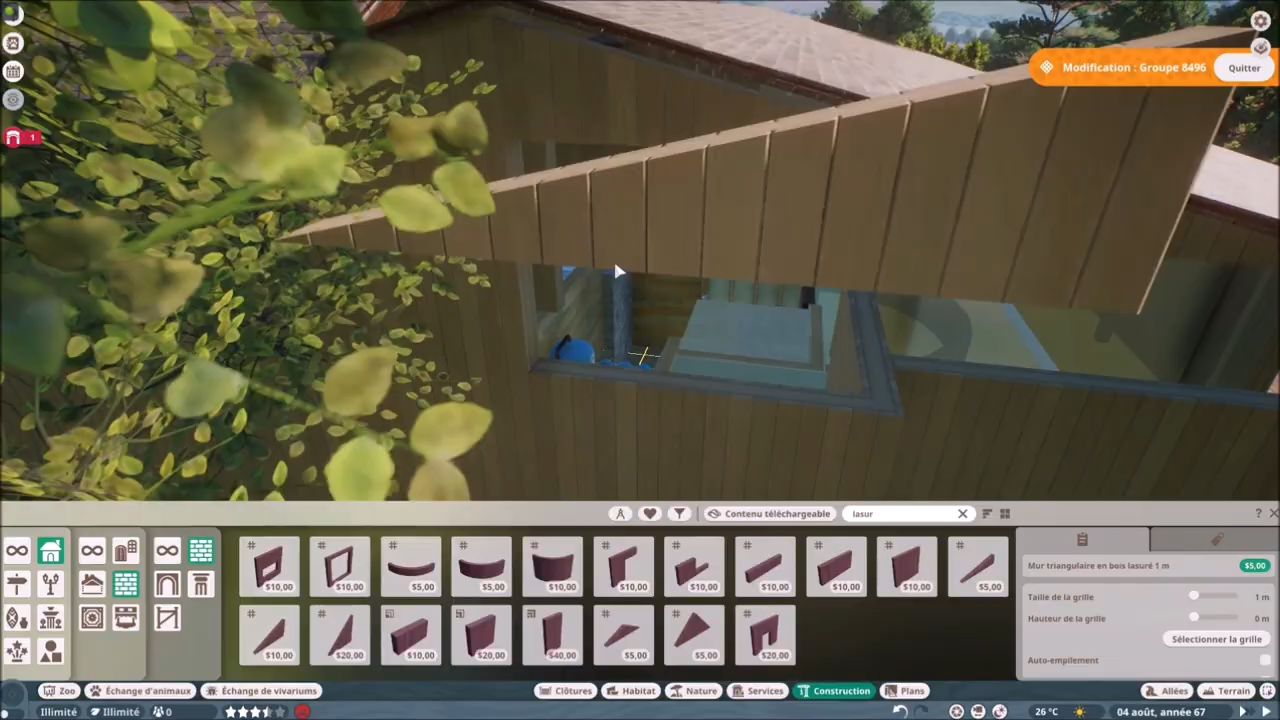 Modification : Groupe 8496
Quitter
1
Contenu téléchargeable
lasur
?
$10,00
$10,00
$5,00
$5,00
$10,00
$10,00
$10,00
$10,00
$10,00
$10,00
$5,00
$10,00
$20,00
$10,00
$20,00
$40,00
$5,00
$5,00
$20,00
Mur triangulaire en bois lasuré 1 m
$5,00
Taille de la grille
1 m
Hauteur de la grille
0 m
Sélectionner la grille
Auto-empilement
Zoo
Échange d'animaux
Échange de vivariums
Clôtures
Habitat
Nature
Services
Construction
Plans
Allées
Terrain
Illimité
Illimité
0
26 °C
04 août, année 67